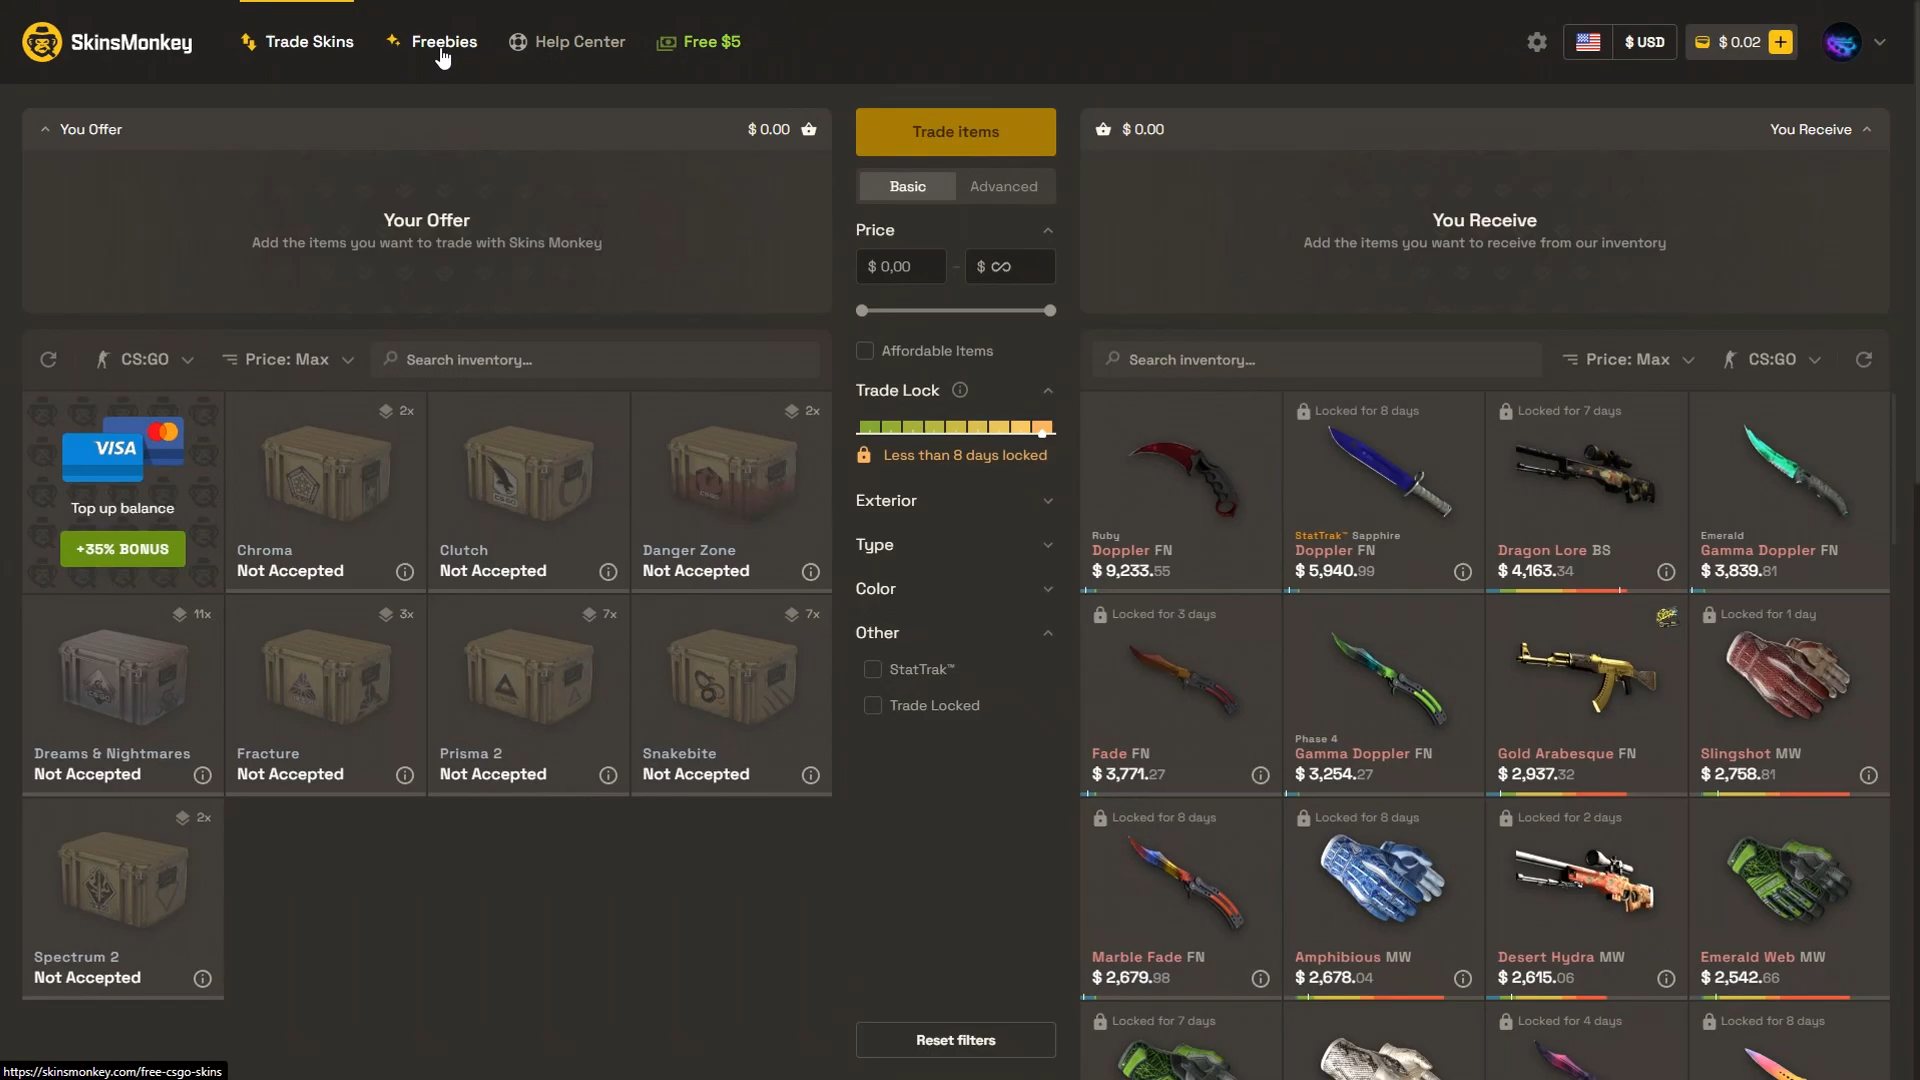 SkinsMonkey
Trade Skins
Freebies
Help Center
Free $5
$ USD
$ 0.02
You Offer
$ 0.00
Your Offer
Add the items you want to trade with Skins Monkey
Trade items
Basic
Advanced
Price
$ 0,00 - $ ∞
Affordable Items
Trade Lock
Less than 8 days locked
Exterior
Type
Color
Other
StatTrak™
Trade Locked
Reset filters
$ 0.00
You Receive
You Receive
Add the items you want to receive from our inventory
CS:GO
Price: Max
Search inventory...
VISA
Top up balance
+35% BONUS
2x
Chroma
Not Accepted
Clutch
Not Accepted
2x
Danger Zone
Not Accepted
11x
Dreams & Nightmares
Not Accepted
3x
Fracture
Not Accepted
7x
Prisma 2
Not Accepted
7x
Snakebite
Not Accepted
2x
Spectrum 2
Not Accepted
Search inventory...
Price: Max
CS:GO
Ruby
Doppler FN
$ 9,233.55
Locked for 8 days
StatTrak™ Sapphire
Doppler FN
$ 5,940.99
Locked for 7 days
Dragon Lore BS
$ 4,163.34
Emerald
Gamma Doppler FN
$ 3,839.81
Locked for 3 days
Fade FN
$ 3,771.27
Phase 4
Gamma Doppler FN
$ 3,254.27
Gold Arabesque FN
$ 2,937.32
Locked for 1 day
Slingshot MW
$ 2,758.81
Locked for 8 days
Marble Fade FN
$ 2,679.98
Locked for 8 days
Amphibious MW
$ 2,678.04
Locked for 2 days
Desert Hydra MW
$ 2,615.06
Emerald Web MW
$ 2,542.66
Locked for 7 days
Locked for 4 days
Locked for 8 days
https://skinsmonkey.com/free-csgo-skins